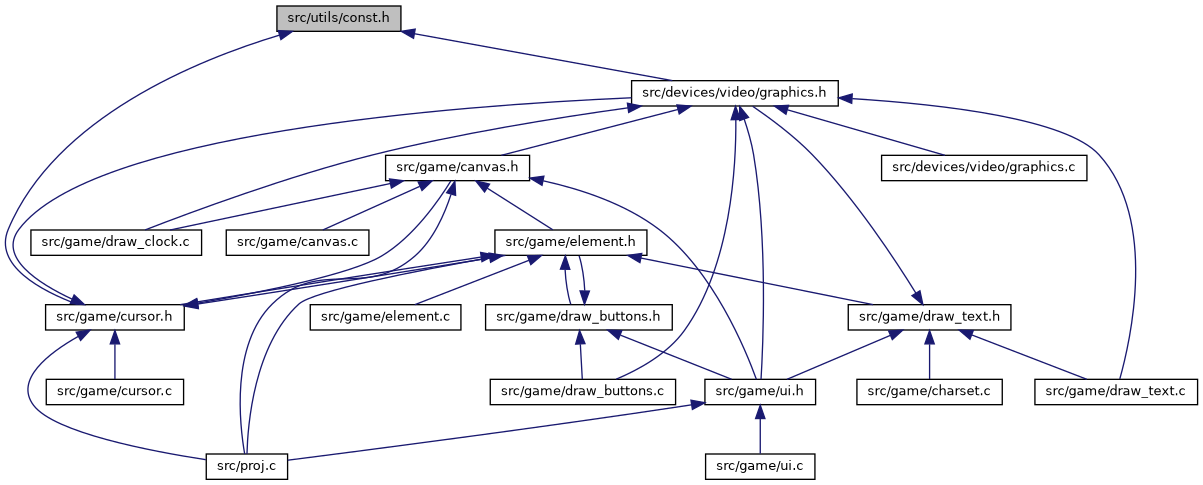 src/utils/const.h
src/devices/video/graphics.h
src/game/canvas.h
src/devices/video/graphics.c
src/game/draw_clock.c
src/game/canvas.c
src/game/element.h
src/game/cursor.h
src/game/element.c
src/game/draw_buttons.h
src/game/draw_text.h
src/game/cursor.c
src/game/draw_buttons.c
src/game/ui.h
src/game/charset.c
src/game/draw_text.c
src/proj.c
src/game/ui.c